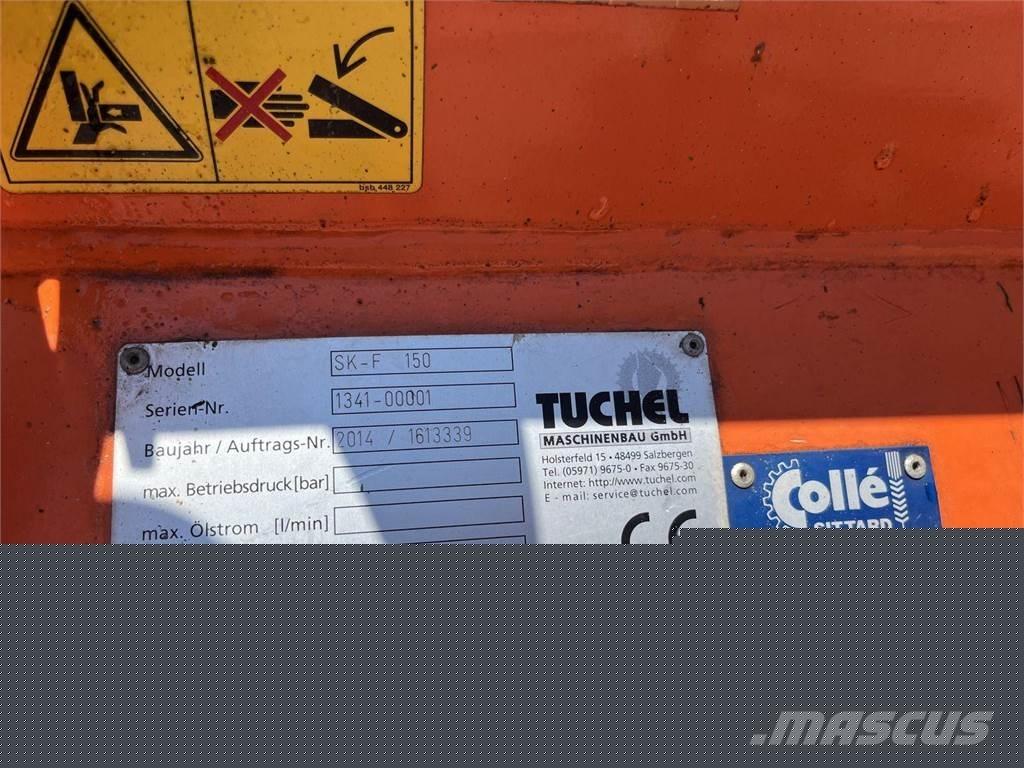 bsb 448 227
Modell SK-F 150
Serien-Nr. 1341-00001
Baujahr / Auftrags-Nr. 2014 / 1613339
max. Betriebsdruck [bar]
max. Ölstrom [l/min]
TUCHEL
MASCHINENBAU GmbH
Holsterfeld 15 • 48499 Salzbergen
Tel. (05971) 9675-0 • Fax 9675-30
Internet: http://www.tuchel.com
E - mail: service@tuchel.com
CE
Collé
SITTARD
.mascus